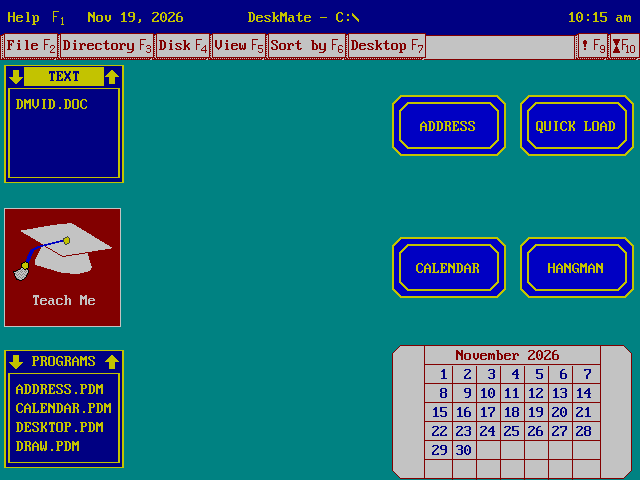 Help F1 Nov 19, 2026 DeskMate - C:\ 10:15 am
File F2 Directory F3 Disk F4 View F5 Sort by F6 Desktop F7 ! F9 F10
TEXT
DMVID.DOC
ADDRESS
QUICK LOAD
Teach Me
CALENDAR
HANGMAN
PROGRAMS
ADDRESS.PDM
CALENDAR.PDM
DESKTOP.PDM
DRAW.PDM
November 2026
1 2 3 4 5 6 7
8 9 10 11 12 13 14
15 16 17 18 19 20 21
22 23 24 25 26 27 28
29 30